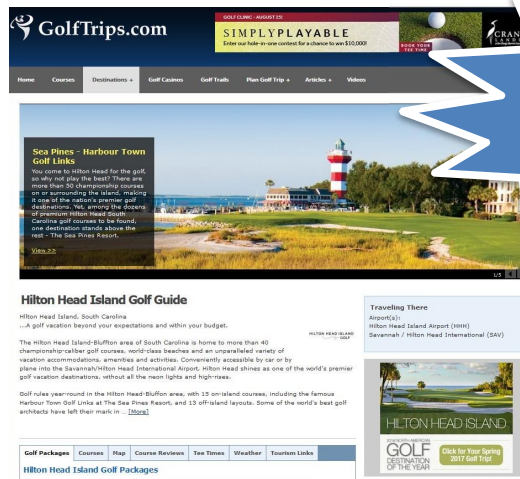 GolfTrips.com
GOLF CLINIC - AUGUST 25!
SIMPLYPLAYABLE
Enter our hole-in-one contest for a chance to win $10,000!
BOOK YOUR
TEE TIME
CRAN
Home Courses Destinations + Golf Casinos Golf Trails Plan Golf Trip + Articles + Videos
Sea Pines - Harbour Town
Golf Links
You come to Hilton Head for the golf,
so why not play the best? There are
more than 30 championship courses
on or surrounding the island, making
it one of the nation's premier golf
destinations. Yet, among the dozens
of premium Hilton Head South
Carolina golf courses to be found,
one destination stands above the
rest - The Sea Pines Resort.
View >>
1/5
Hilton Head Island Golf Guide
Hilton Head Island, South Carolina
...A golf vacation beyond your expectations and within your budget.
HILTON HEAD ISLAND
GOLF
The Hilton Head Island-Bluffton area of South Carolina is home to more than 40
championship-caliber golf courses, world-class beaches and an unparalleled variety of
vacation accommodations, amenities and activities. Conveniently accessible by car or by
plane into the Savannah/Hilton Head International Airport, Hilton Head shines as one of the world's premier
golf vacation destinations, without all the neon lights and high-rises.
Golf rules year-round in the Hilton Head-Bluffon area, with 15 on-island courses, including the famous
Harbour Town Golf Links at The Sea Pines Resort, and 13 off-island layouts. Some of the world's best golf
architects have left their mark in ... [More]
Traveling There
Airport(s):
Hilton Head Island Airport (HHH)
Savannah / Hilton Head International (SAV)
HILTON HEAD ISLAND
GOLF
DESTINATION
OF THE YEAR
Click for Your Spring
2017 Golf Trip!
Golf Packages Courses Map Course Reviews Tee Times Weather Tourism Links
Hilton Head Island Golf Packages